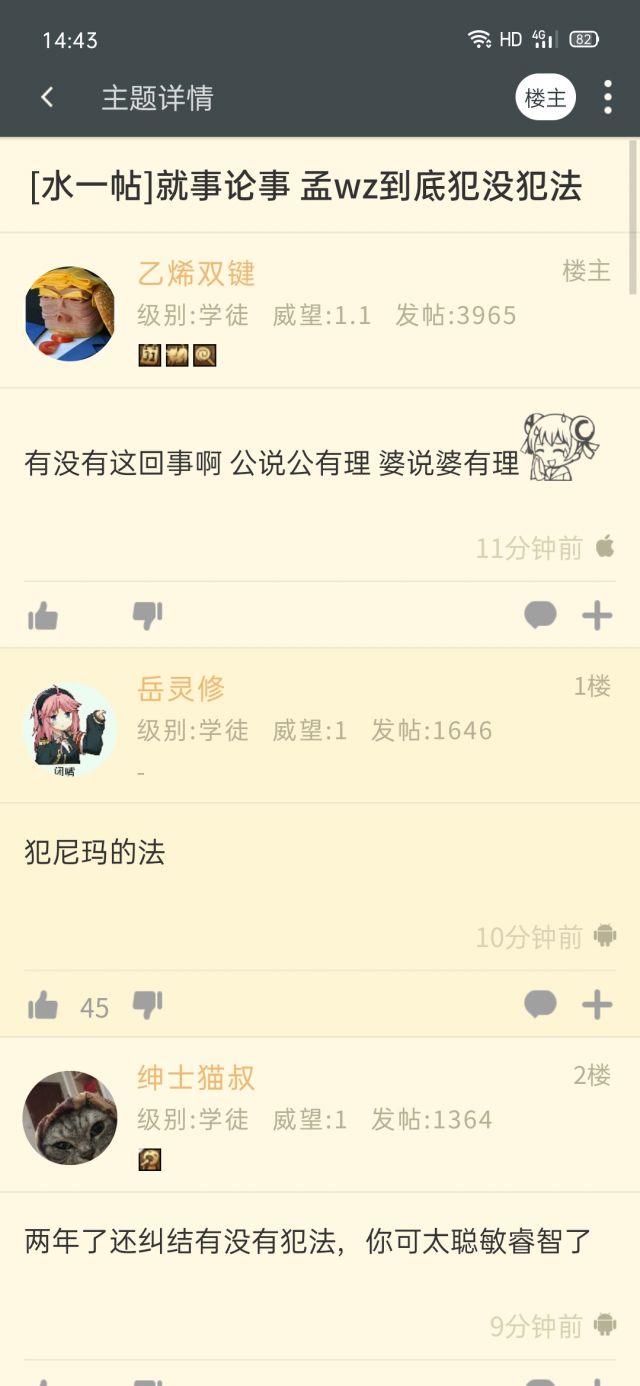 14:43
HD 4G 82
主题详情
楼主
[水一帖]就事论事 孟wz到底犯没犯法
乙烯双键
楼主
级别:学徒 威望:1.1 发帖:3965
有没有这回事啊 公说公有理 婆说婆有理
11分钟前
岳灵修
1楼
级别:学徒 威望:1 发帖:1646
闭嘴
-
犯尼玛的法
10分钟前
45
绅士猫叔
2楼
级别:学徒 威望:1 发帖:1364
两年了还纠结有没有犯法，你可太聪敏睿智了
9分钟前